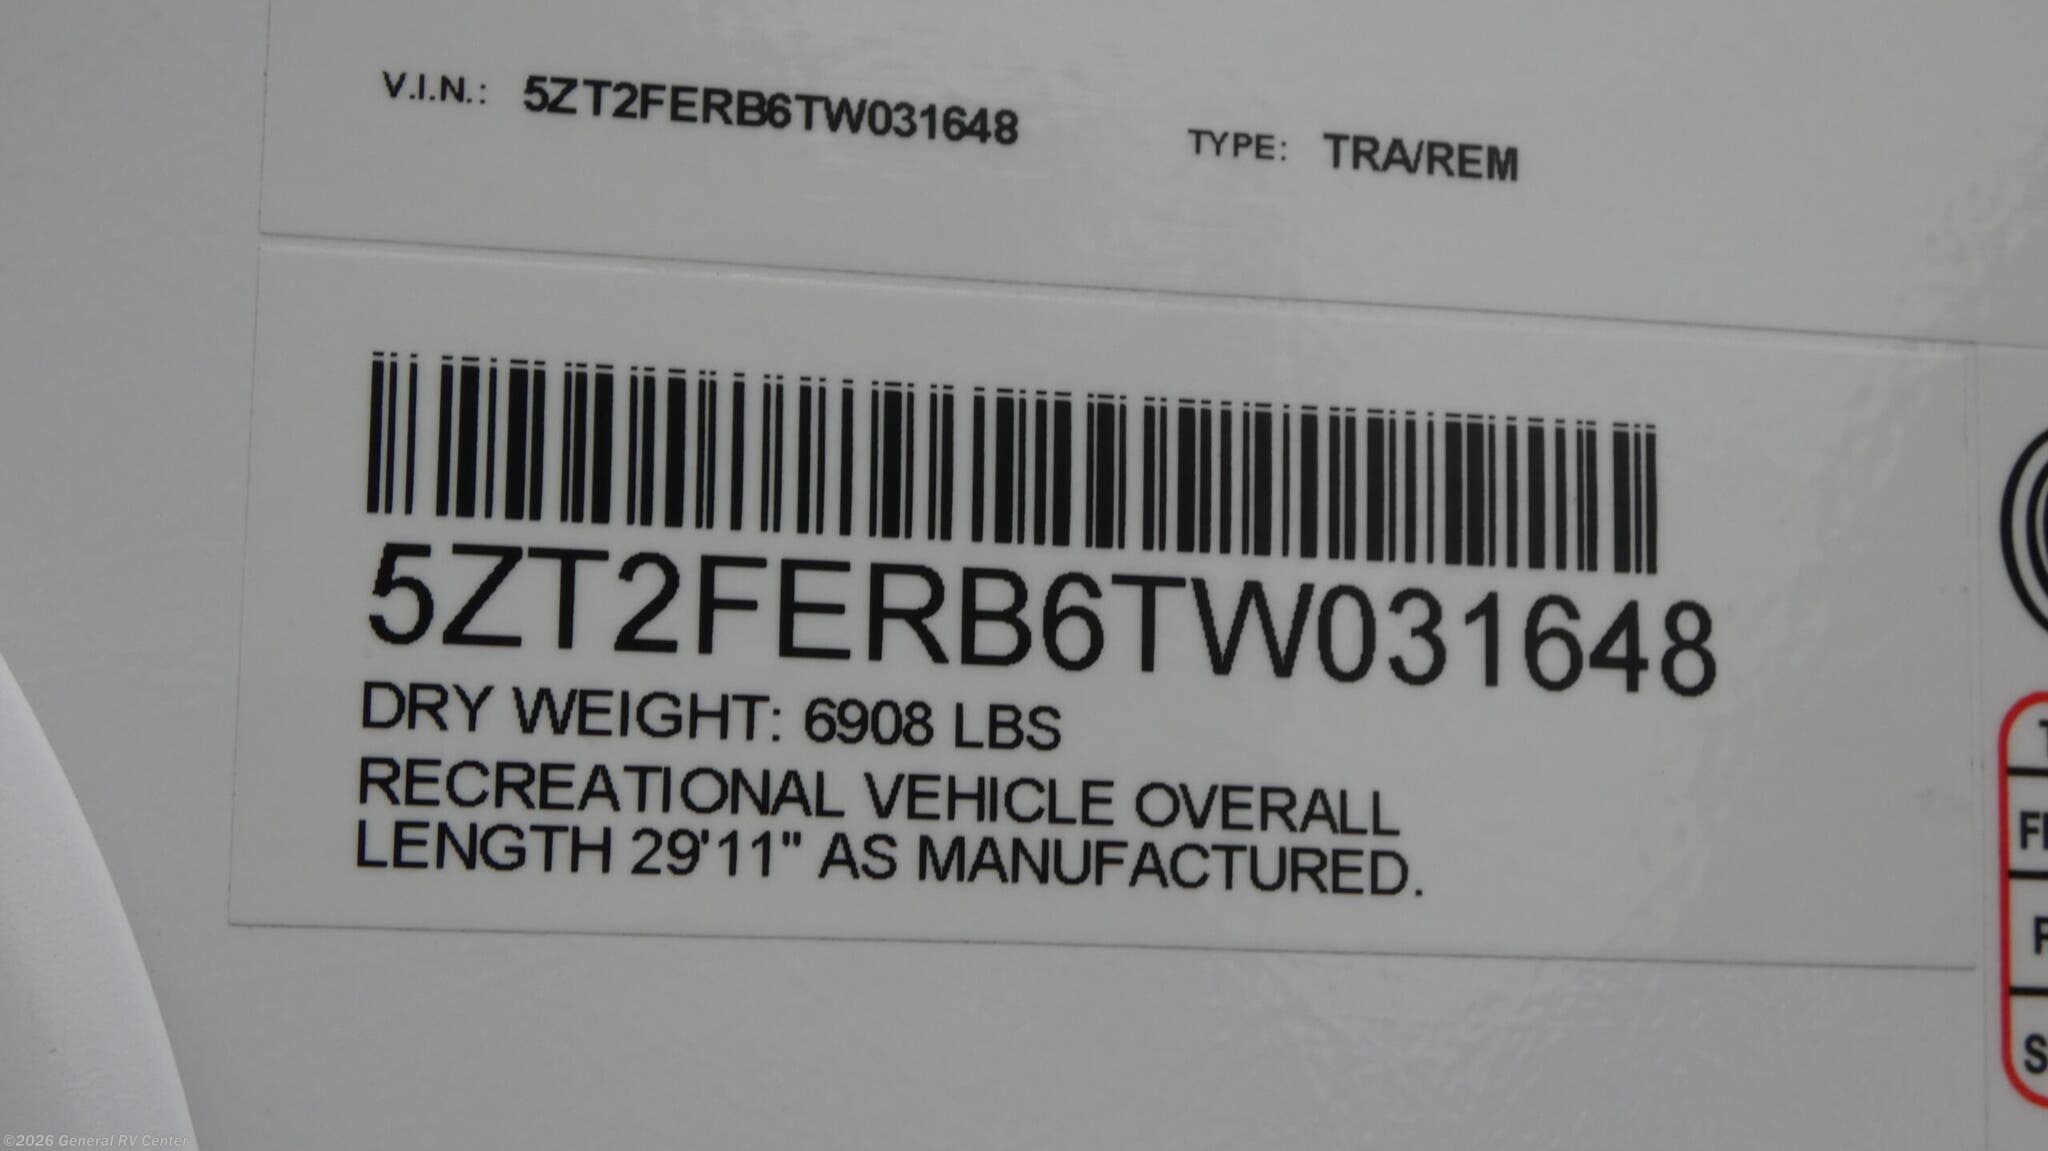 V.I.N.: 5ZT2FERB6TW031648 TYPE: TRA/REM
5ZT2FERB6TW031648
DRY WEIGHT: 6908 LBS
RECREATIONAL VEHICLE OVERALL
LENGTH 29'11" AS MANUFACTURED.
©2026 General RV Center